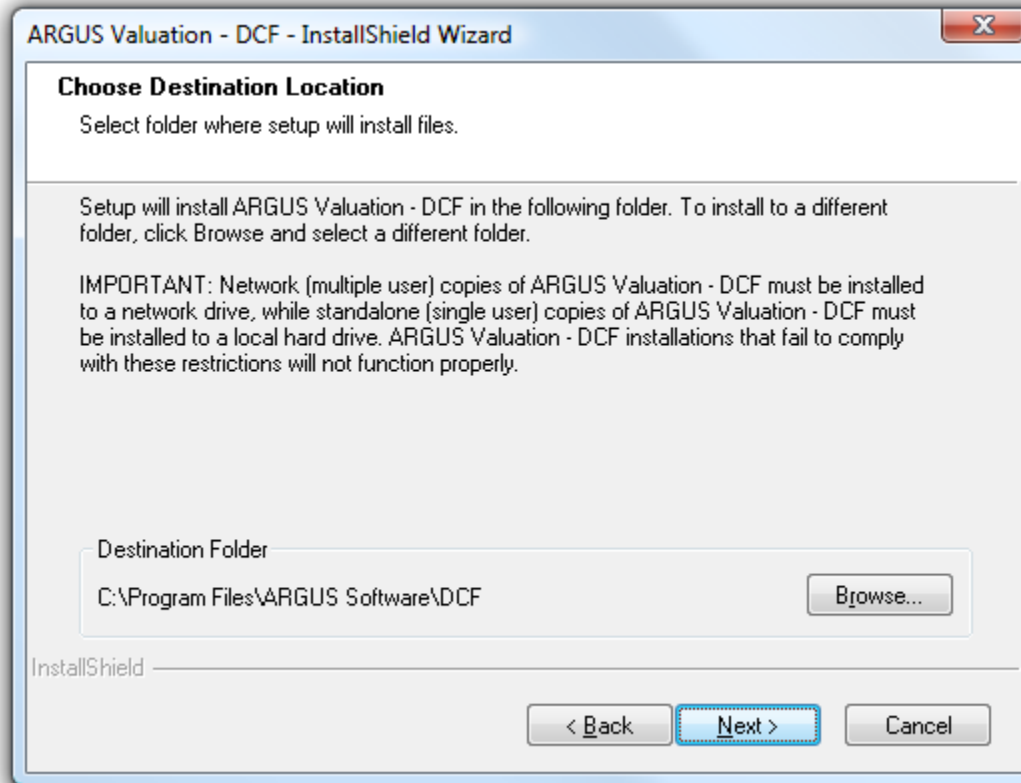 ARGUS Valuation - DCF - InstallShield Wizard
Choose Destination Location
Select folder where setup will install files.
Setup will install ARGUS Valuation - DCF in the following folder. To install to a different
folder, click Browse and select a different folder.
IMPORTANT: Network (multiple user) copies of ARGUS Valuation - DCF must be installed
to a network drive, while standalone (single user) copies of ARGUS Valuation - DCF must
be installed to a local hard drive. ARGUS Valuation - DCF installations that fail to comply
with these restrictions will not function properly.
Destination Folder
C:\Program Files\ARGUS Software\DCF
Browse...
InstallShield
< Back
Next >
Cancel